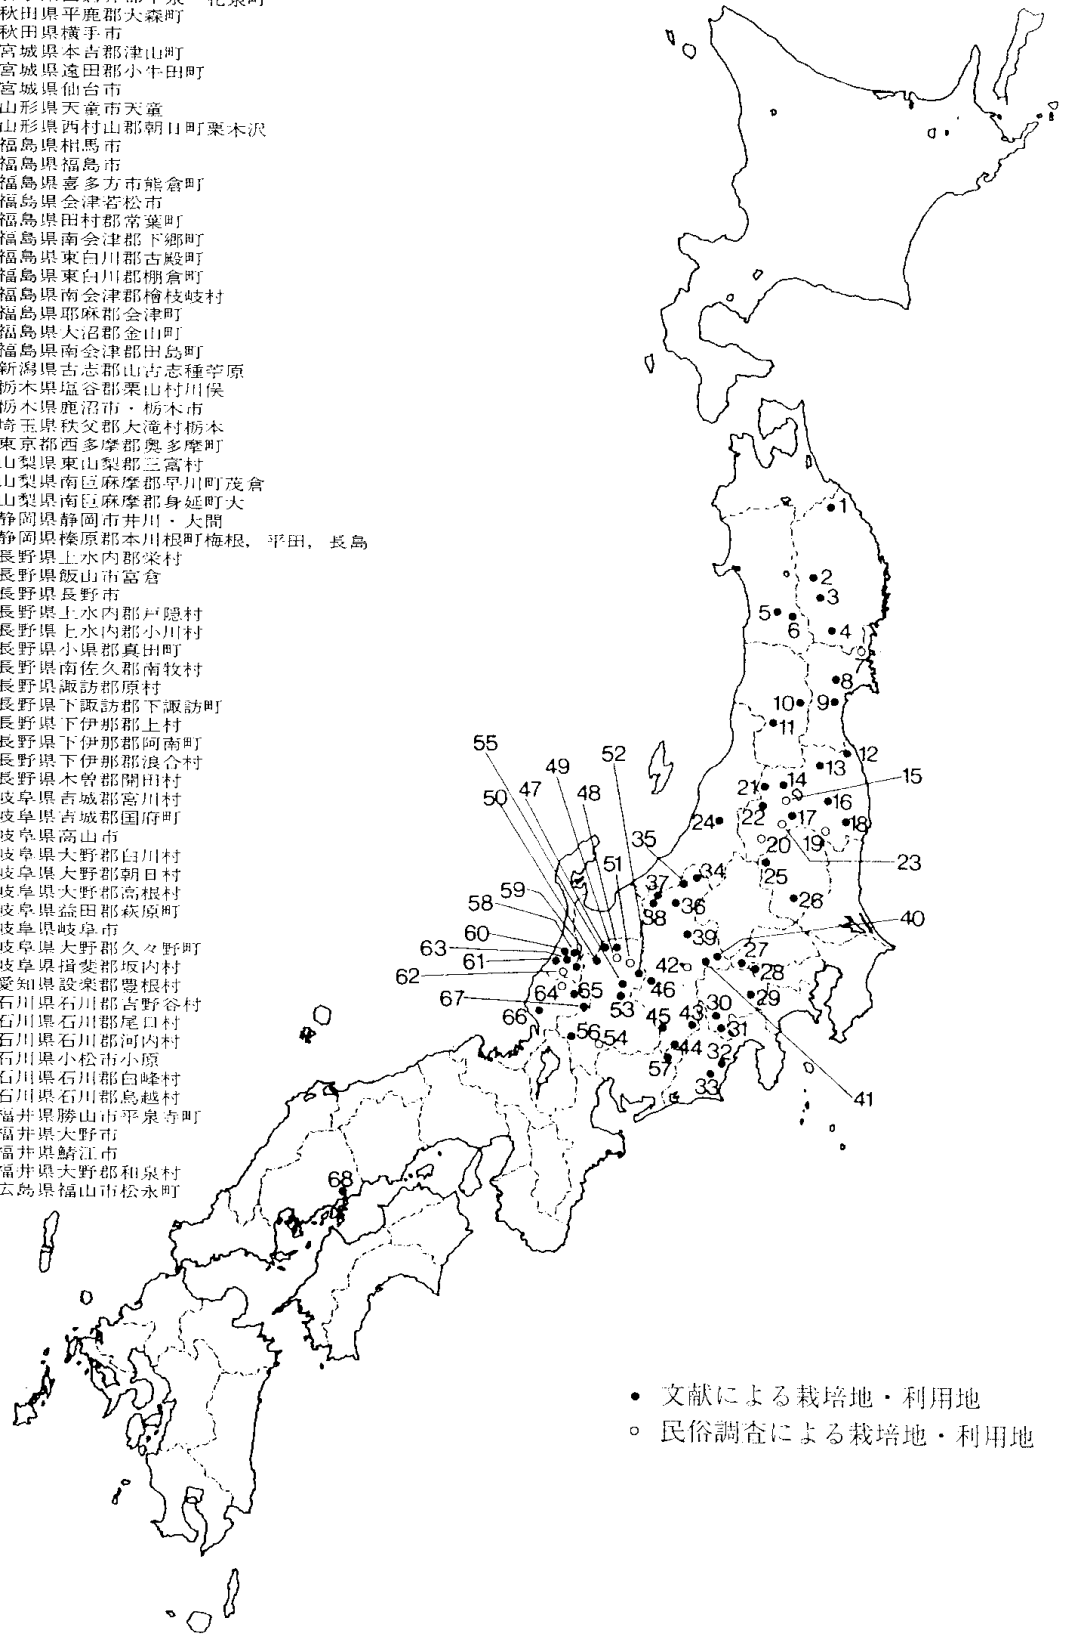 秋田県平鹿郡大森町
秋田県横手市
宮城県本吉郡津山町
宮城県遠田郡小牛田町
宮城県仙台市
山形県天童市天童
山形県西村山郡朝日町栗木沢
福島県相馬市
福島県福島市
福島県喜多方市熊倉町
福島県会津若松市
福島県田村郡常葉町
福島県南会津郡下郷町
福島県東白川郡古殿町
福島県東白川郡棚倉町
福島県南会津郡檜枝岐村
福島県耶麻郡会津町
福島県大沼郡金山町
福島県南会津郡田島町
新潟県古志郡山古志種苧原
栃木県塩谷郡栗山村川俣
栃木県鹿沼市・栃木市
埼玉県秩父郡大滝村栃本
東京都西多摩郡奥多摩町
山梨県東山梨郡三富村
山梨県南巨麻摩郡早川町茂倉
山梨県南巨麻摩郡身延町大
静岡県静岡市井川・大間
静岡県榛原郡本川根町梅根，平田，長島
長野県上水内郡栄村
長野県飯山市富倉
長野県長野市
長野県上水内郡戸隠村
長野県上水内郡小川村
長野県小県郡真田町
長野県南佐久郡南牧村
長野県諏訪郡原村
長野県下諏訪郡下諏訪町
長野県下伊那郡上村
長野県下伊那郡阿南町
長野県下伊那郡浪合村
長野県木曽郡開田村
岐阜県吉城郡宮川村
岐阜県吉城郡国府町
岐阜県高山市
岐阜県大野郡白川村
岐阜県大野郡朝日村
岐阜県大野郡高根村
岐阜県益田郡萩原町
岐阜県岐阜市
岐阜県大野郡久々野町
岐阜県揖斐郡坂内村
愛知県設楽郡豊根村
石川県石川郡吉野谷村
石川県石川郡尾口村
石川県石川郡河内村
石川県小松市小原
石川県石川郡白峰村
石川県石川郡鳥越村
福井県勝山市平泉寺町
福井県大野市
福井県鯖江市
福井県大野郡和泉村
広島県福山市松永町
1
2
3
5
6
4
8
10
9
11
12
13
55
52
49
50
47
48
14
15
21
16
22
17
18
24
20
19
23
35
51
25
34
37
59
36
38
26
58
40
60
39
63
27
61
42
28
62
46
64
65
53
29
67
30
66
45
43
31
56
54
44
32
57
33
41
68
● 文献による栽培地・利用地
○ 民俗調査による栽培地・利用地